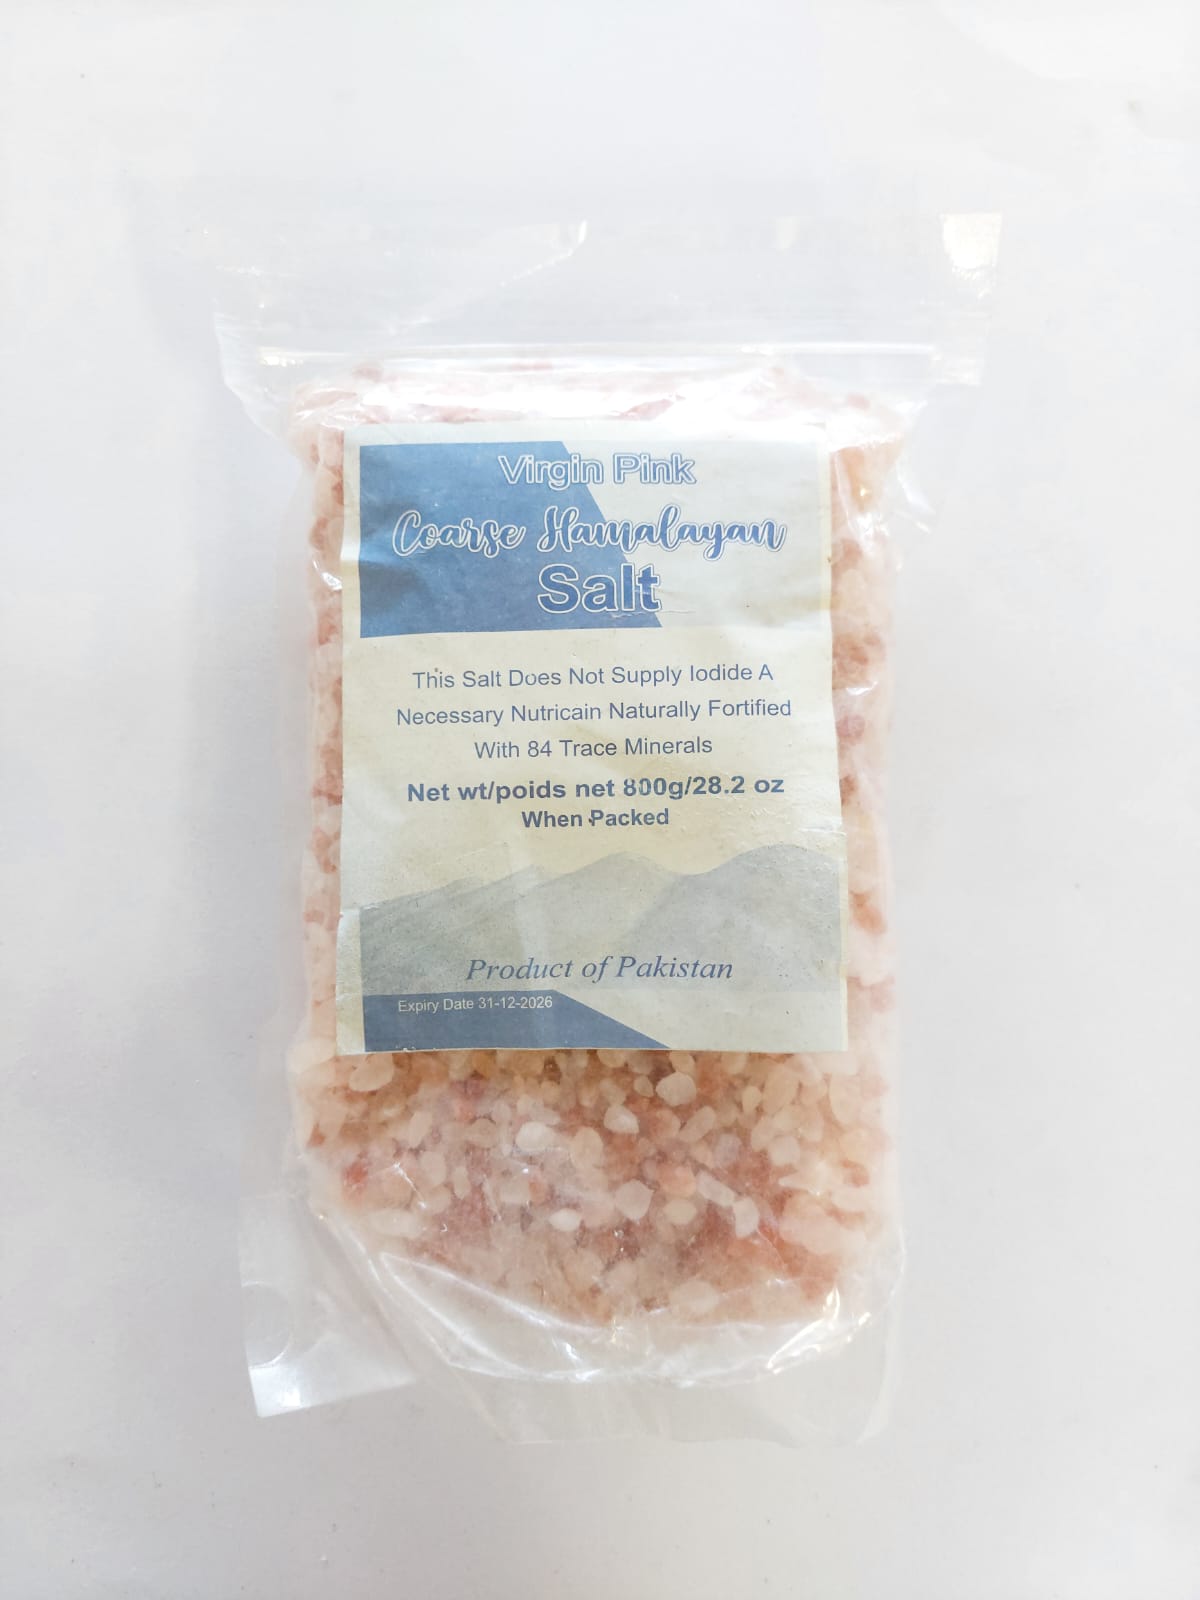 Virgin Pink
Coarse Hamalayan
Salt
This Salt Does Not Supply Iodide A
Necessary Nutricain Naturally Fortified
With 84 Trace Minerals
Net wt/poids net 800g/28.2 oz
When Packed
Product of Pakistan
Expiry Date 31-12-2026